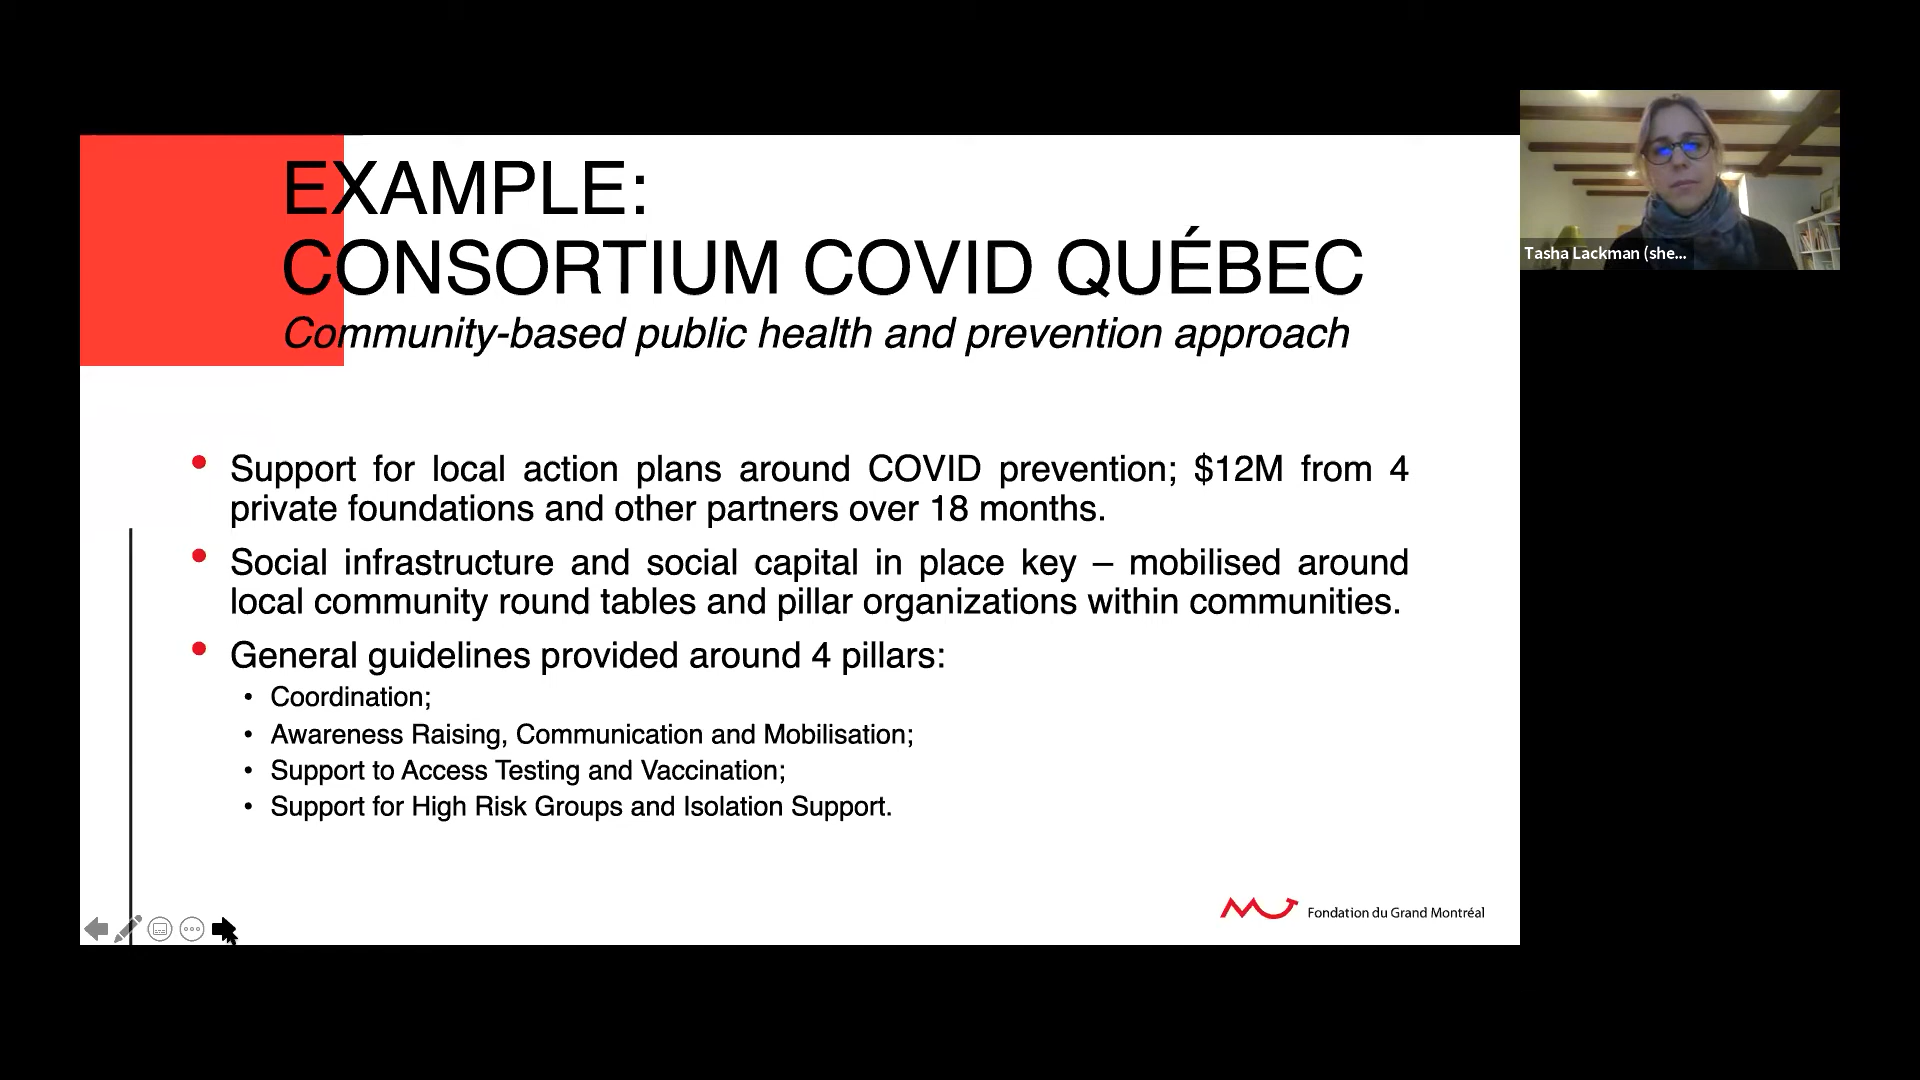 EXAMPLE:
CONSORTIUM COVID QUÉBEC
Community-based public health and prevention approach
Tasha Lackman (she...
• Support for local action plans around COVID prevention; $12M from 4
private foundations and other partners over 18 months.
• Social infrastructure and social capital in place key – mobilised around
local community round tables and pillar organizations within communities.
• General guidelines provided around 4 pillars:
• Coordination;
• Awareness Raising, Communication and Mobilisation;
• Support to Access Testing and Vaccination;
• Support for High Risk Groups and Isolation Support.
Fondation du Grand Montréal